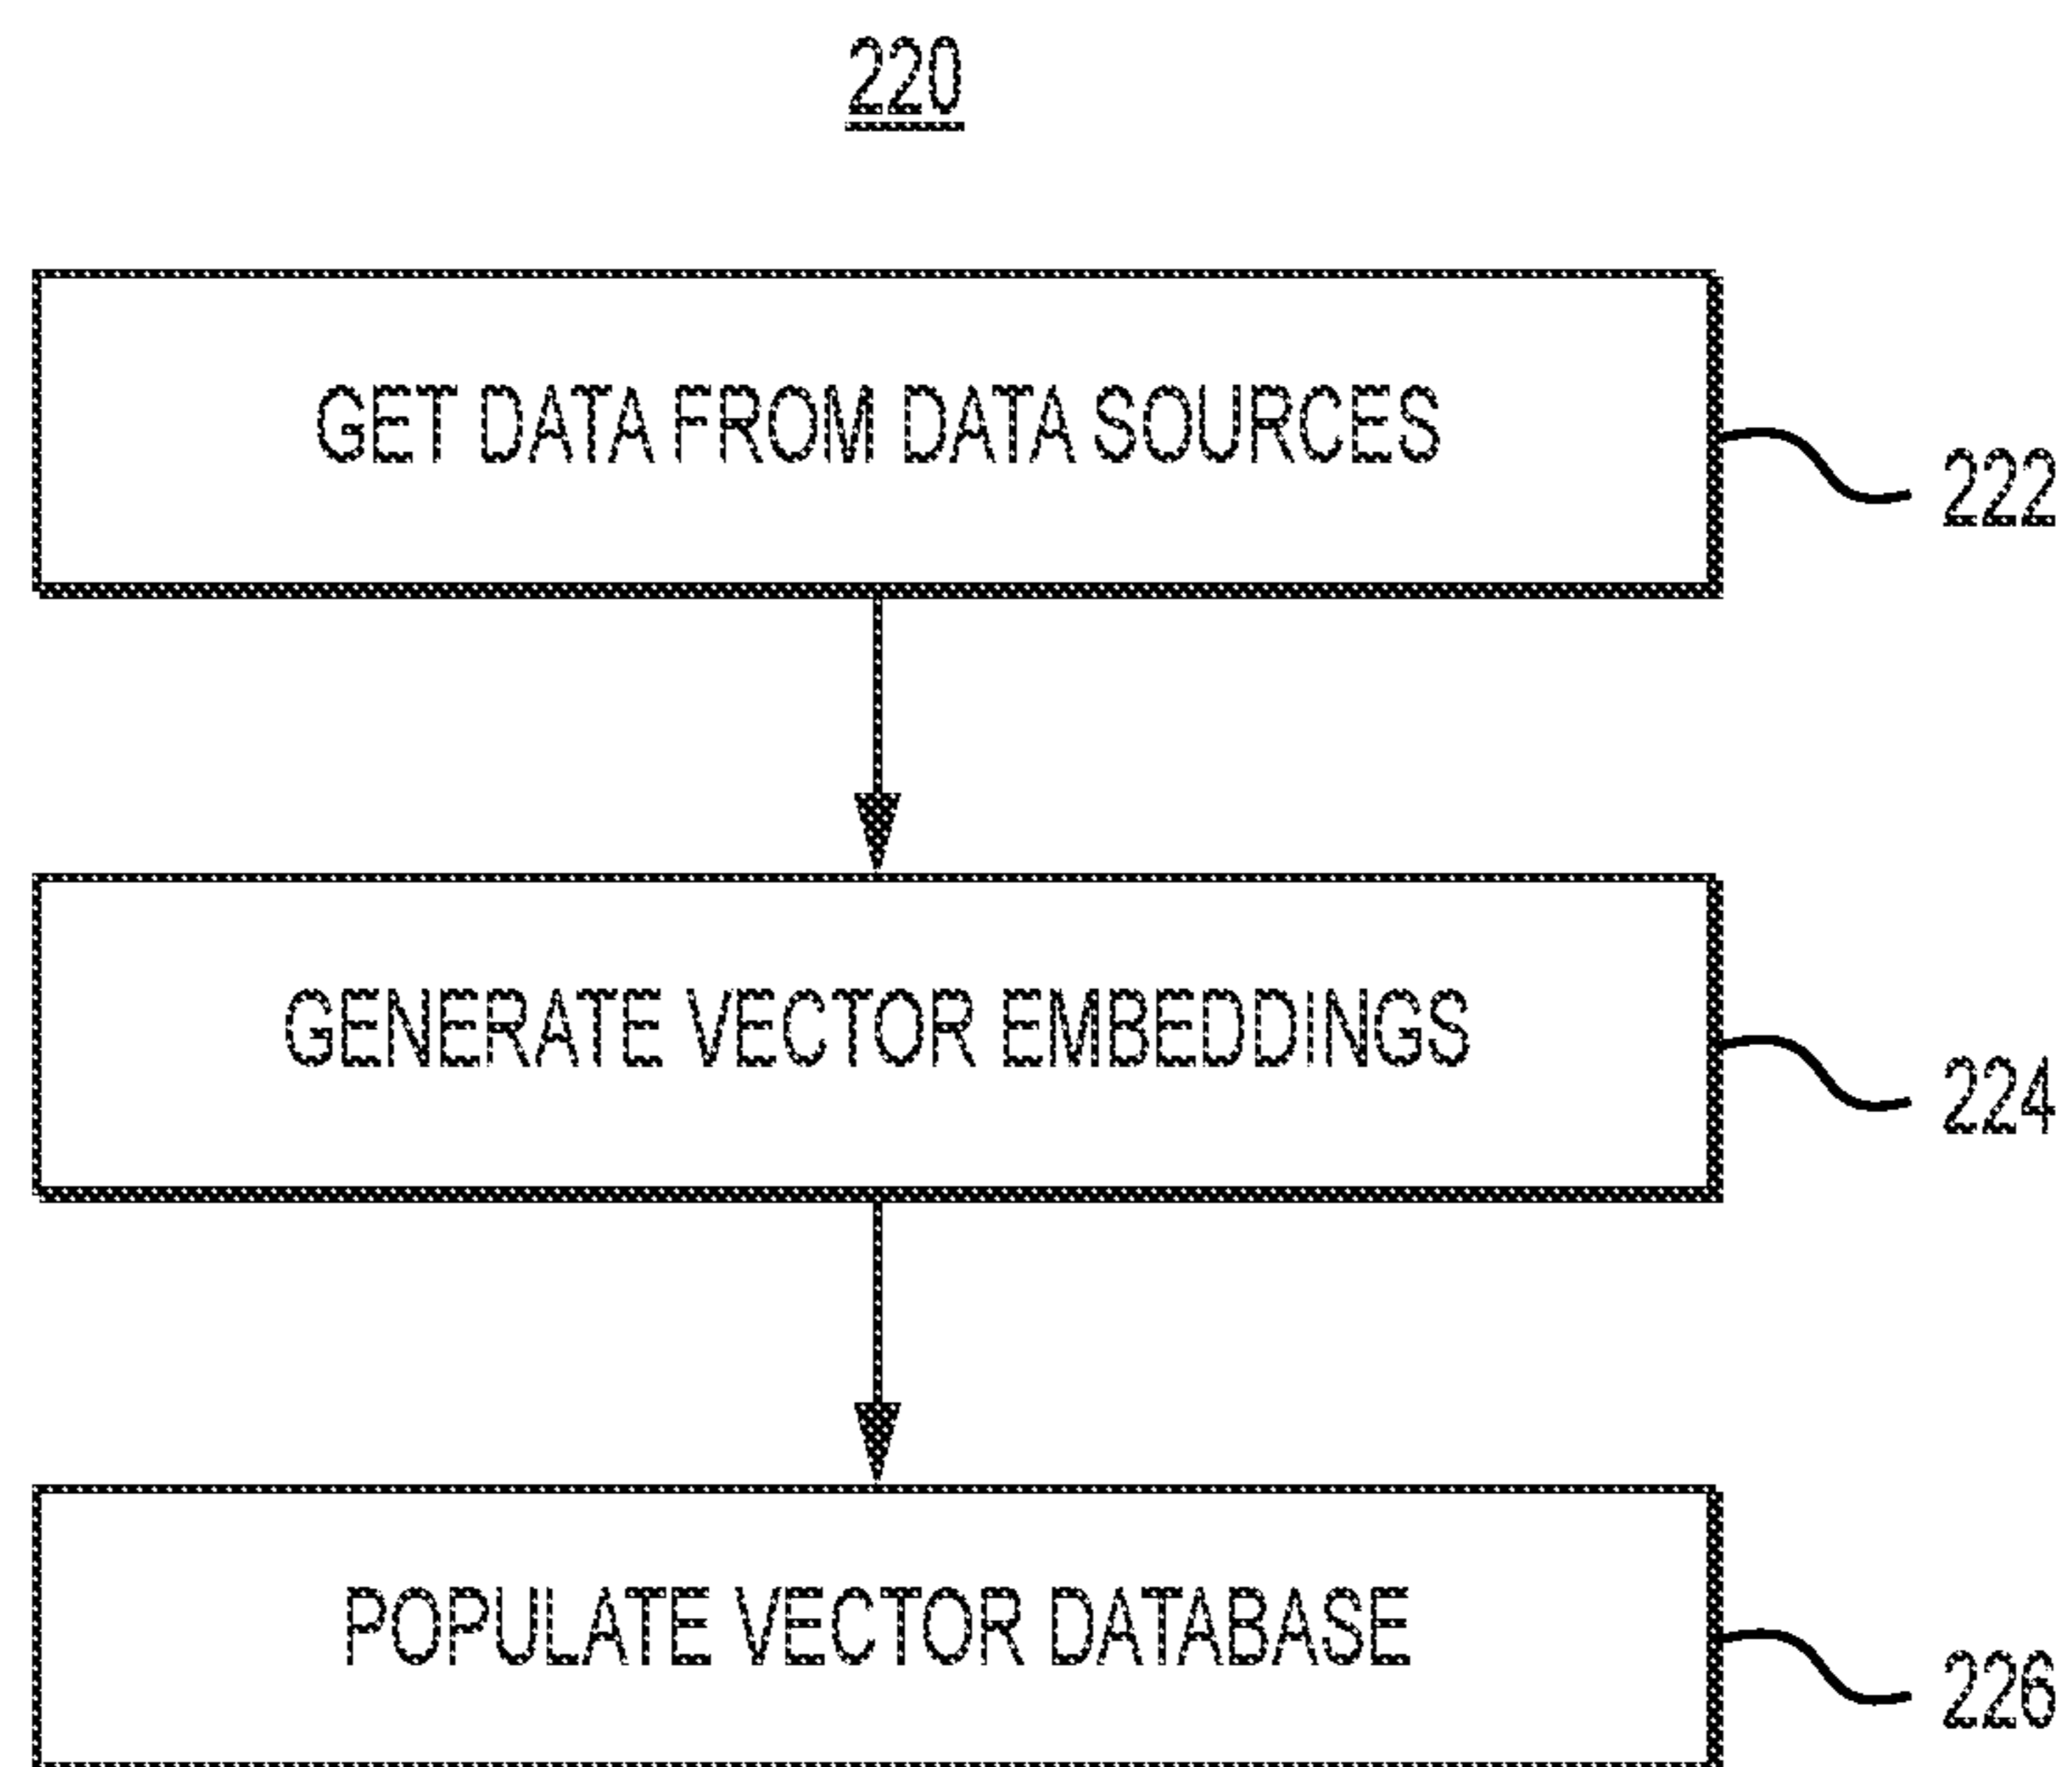 220
GET DATA FROM DATA SOURCES
222
GENERATE VECTOR EMBEDDINGS
224
POPULATE VECTOR DATABASE
226